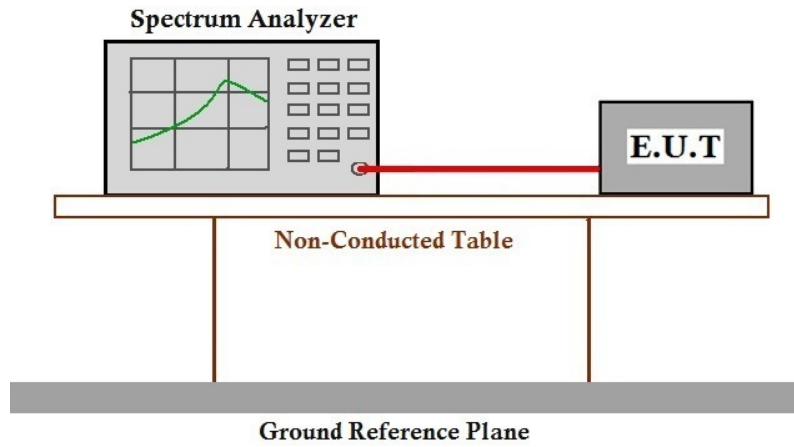 Spectrum Analyzer
E.U.T
Non-Conducted Table
Ground Reference Plane